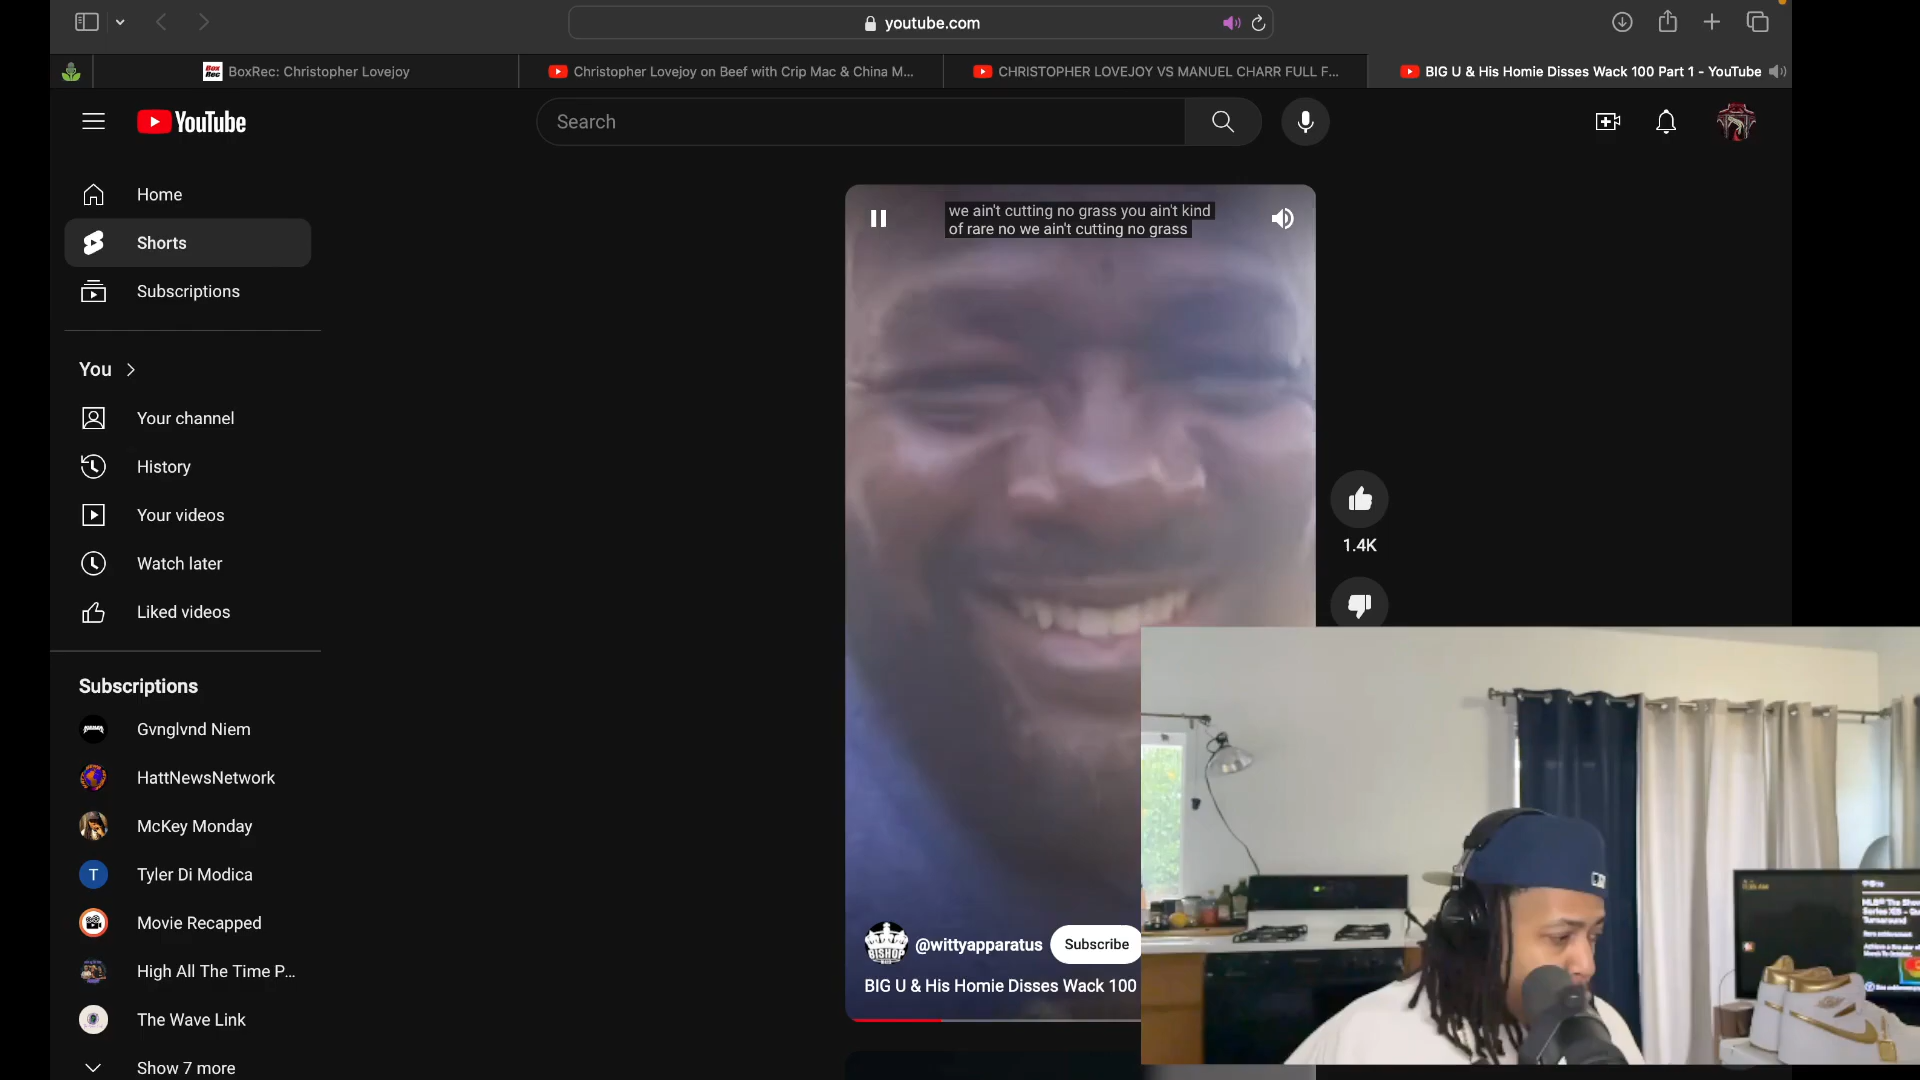 youtube.com
BoxRec: Christopher Lovejoy
Christopher Lovejoy on Beef with Crip Mac & China M...
CHRISTOPHER LOVEJOY VS MANUEL CHARR FULL F...
BIG U & His Homie Disses Wack 100 Part 1 - YouTube
YouTube
Search
Home
Shorts
Subscriptions
You
Your channel
History
Your videos
Watch later
Liked videos
Subscriptions
Gvnglvnd Niem
HattNewsNetwork
McKey Monday
T
Tyler Di Modica
Movie Recapped
High All The Time P...
The Wave Link
Show 7 more
we ain't cutting no grass you ain't kind
of rare no we ain't cutting no grass
1.4K
BISHOP
@wittyapparatus
Subscribe
BIG U & His Homie Disses Wack 100